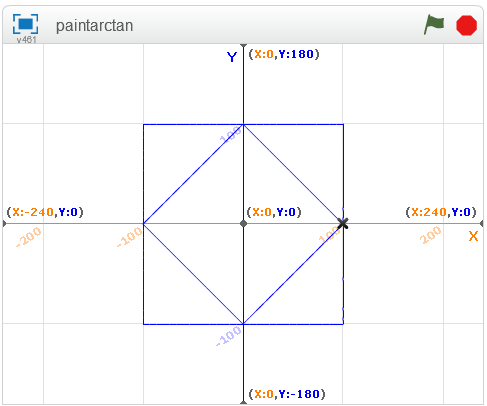 paintarctan
v461
Y (X:0,Y:180)
100
(X:-240,Y:0) (X:0,Y:0) (X:240,Y:0)
-200 -100 100 200 X
-100
(X:0,Y:-180)